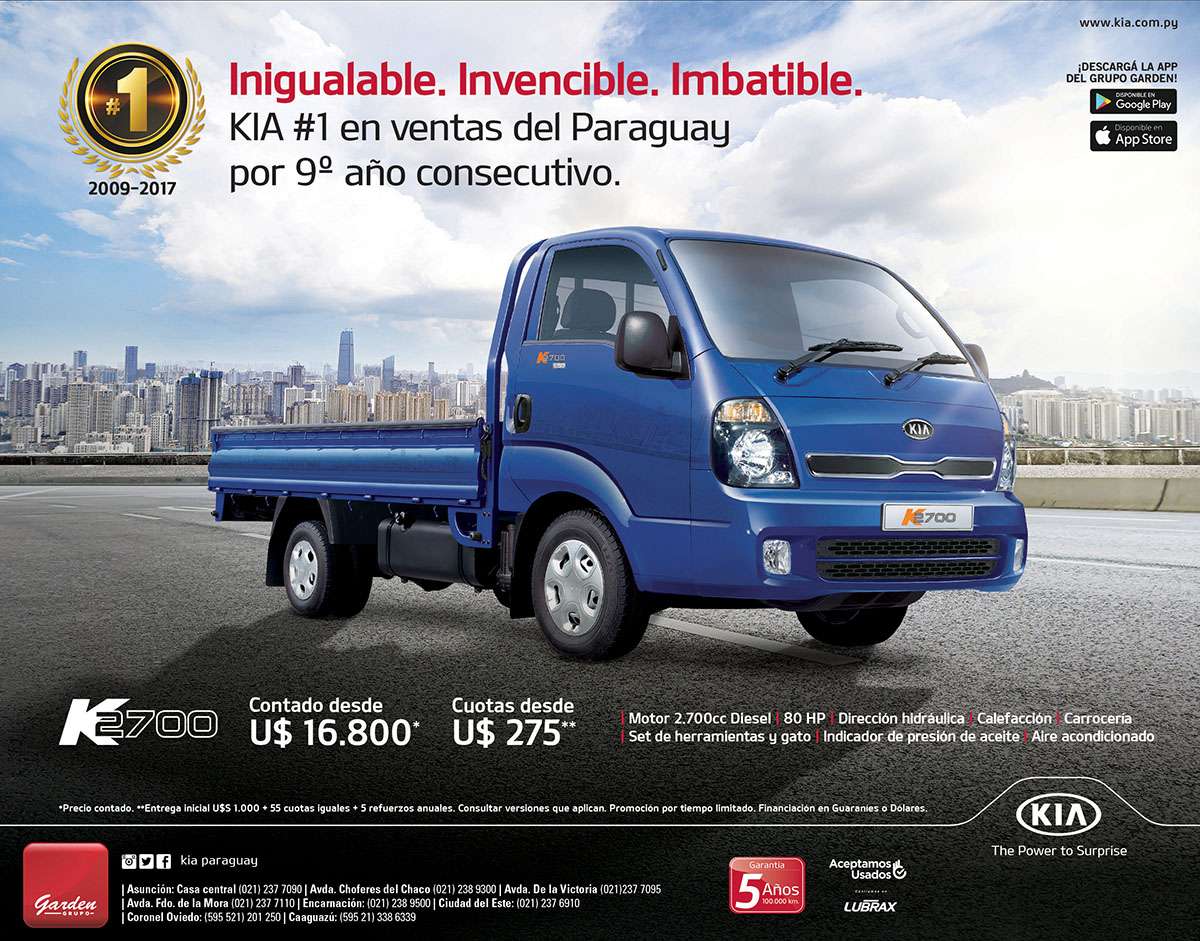 www.kia.com.py
¡DESCARGÁ LA APP
DEL GRUPO GARDEN!
DISPONIBLE EN
Google Play
Disponible en
App Store
#1
2009-2017
Inigualable. Invencible. Imbatible.
KIA #1 en ventas del Paraguay
por 9º año consecutivo.
K2700
KIA
K2700
K2700
Contado desde
U$ 16.800*
Cuotas desde
U$ 275**
| Motor 2.700cc Diesel | 80 HP | Dirección hidráulica | Calefacción | Carrocería
| Set de herramientas y gato | Indicador de presión de aceite | Aire acondicionado
*Precio contado. **Entrega inicial U$S 1.000 + 55 cuotas iguales + 5 refuerzos anuales. Consultar versiones que aplican. Promoción por tiempo limitado. Financiación en Guaraníes o Dólares.
KIA
The Power to Surprise
Garden
GRUPO
kia paraguay
| Asunción: Casa central (021) 237 7090 | Avda. Choferes del Chaco (021) 238 9300 | Avda. De la Victoria (021)237 7095
| Avda. Fdo. de la Mora (021) 237 7110 | Encarnación: (021) 238 9500 | Ciudad del Este: (021) 237 6910
| Coronel Oviedo: (595 521) 201 250 | Caaguazú: (595 21) 338 6339
Garantía
5 Años
100.000 km.
Aceptamos
Usados
Confiamos en
LUBRAX